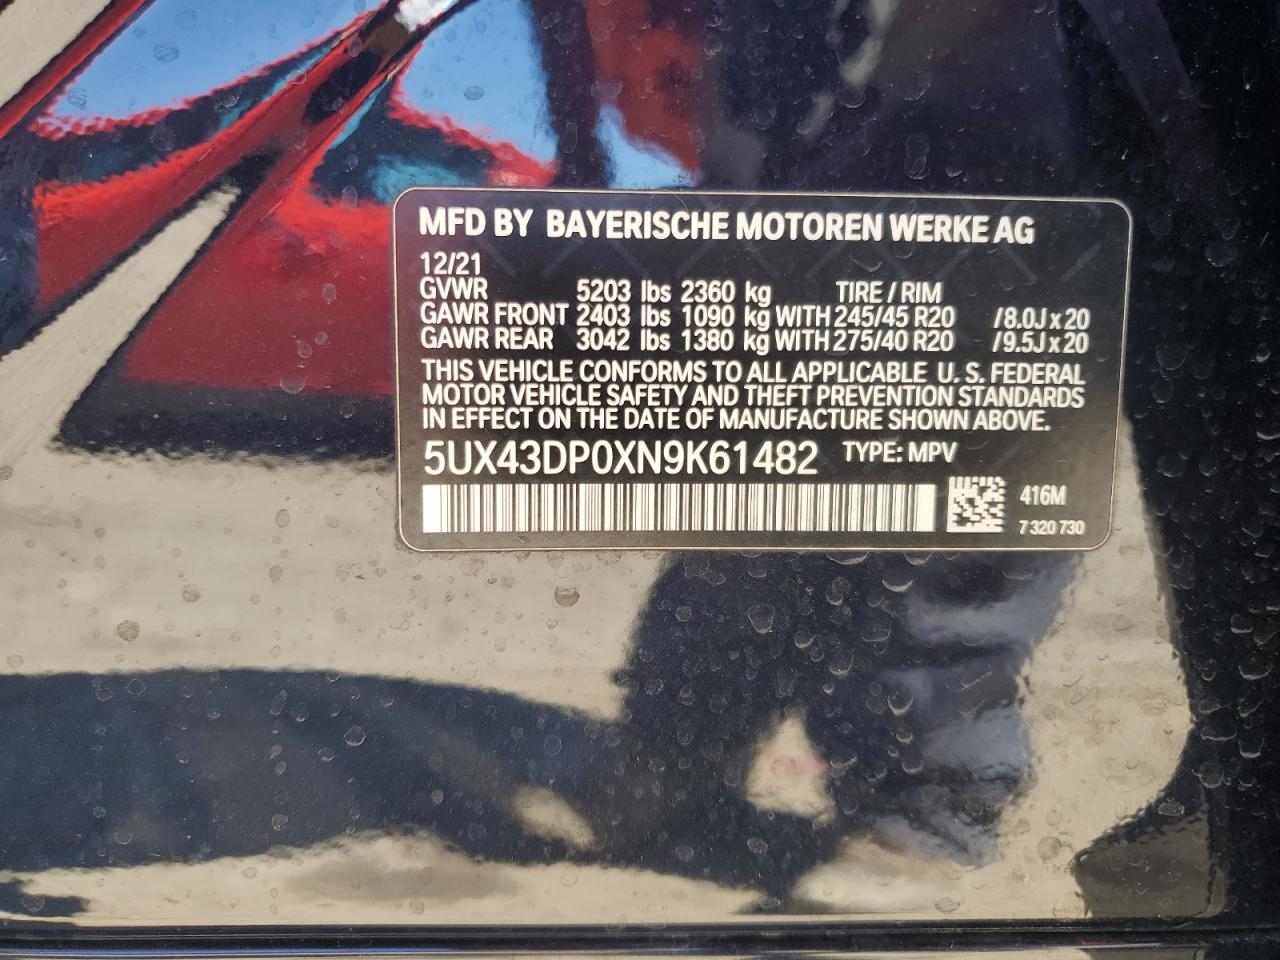 MFD BY BAYERISCHE MOTOREN WERKE AG
12/21
GVWR 5203 lbs 2360 kg TIRE / RIM
GAWR FRONT 2403 lbs 1090 kg WITH 245/45 R20 /8.0J x 20
GAWR REAR 3042 lbs 1380 kg WITH 275/40 R20 /9.5J x 20
THIS VEHICLE CONFORMS TO ALL APPLICABLE U. S. FEDERAL
MOTOR VEHICLE SAFETY AND THEFT PREVENTION STANDARDS
IN EFFECT ON THE DATE OF MANUFACTURE SHOWN ABOVE.
5UX43DP0XN9K61482 TYPE: MPV
416M
7 320 730